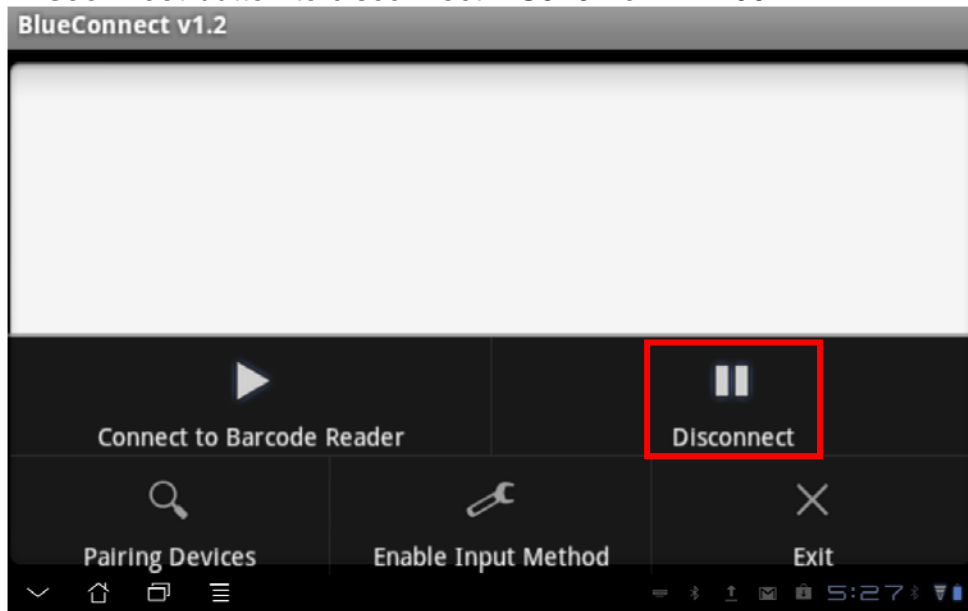 BlueConnect v1.2
Connect to Barcode Reader
Disconnect
Pairing Devices
Enable Input Method
Exit
5:27